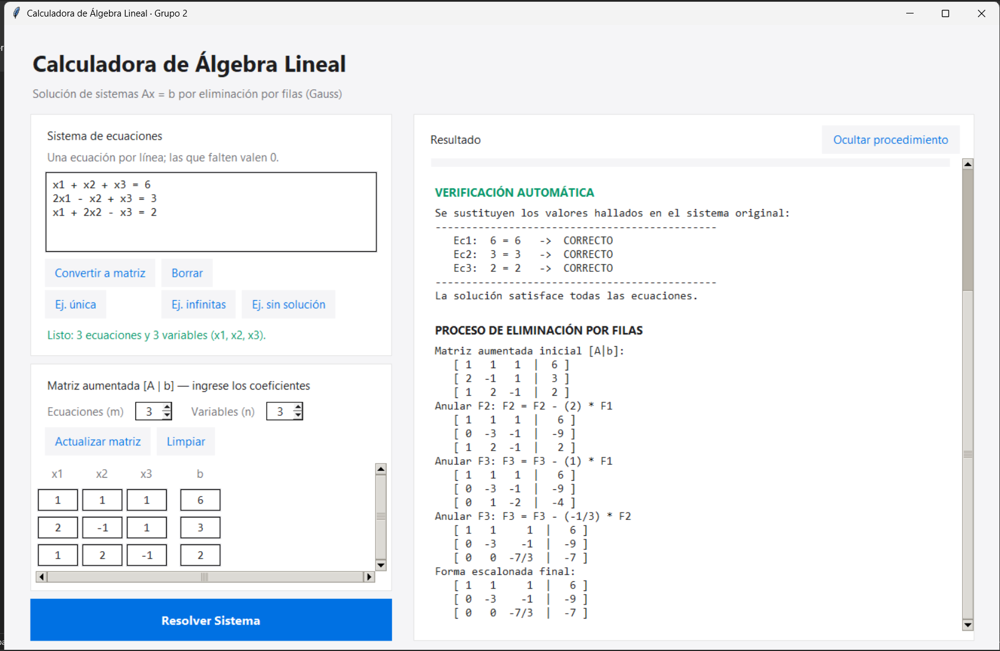 Calculadora de Álgebra Lineal · Grupo 2
Calculadora de Álgebra Lineal
Solución de sistemas Ax = b por eliminación por filas (Gauss)
Sistema de ecuaciones
Una ecuación por línea; las que falten valen 0.
x1 + x2 + x3 = 6
2x1 - x2 + x3 = 3
x1 + 2x2 - x3 = 2
Convertir a matriz Borrar
Ej. única Ej. infinitas Ej. sin solución
Listo: 3 ecuaciones y 3 variables (x1, x2, x3).
Matriz aumentada [A | b] — ingrese los coeficientes
Ecuaciones (m) 3 Variables (n) 3
Actualizar matriz Limpiar
x1 x2 x3 b
1 1 1 6
2 -1 1 3
1 2 -1 2
Resolver Sistema
Resultado Ocultar procedimiento
VERIFICACIÓN AUTOMÁTICA
Se sustituyen los valores hallados en el sistema original:
----------------------------------------------
Ec1: 6 = 6 -> CORRECTO
Ec2: 3 = 3 -> CORRECTO
Ec3: 2 = 2 -> CORRECTO
----------------------------------------------
La solución satisface todas las ecuaciones.
PROCESO DE ELIMINACIÓN POR FILAS
Matriz aumentada inicial [A|b]:
[ 1 1 1 | 6 ]
[ 2 -1 1 | 3 ]
[ 1 2 -1 | 2 ]
Anular F2: F2 = F2 - (2) * F1
[ 1 1 1 | 6 ]
[ 0 -3 -1 | -9 ]
[ 1 2 -1 | 2 ]
Anular F3: F3 = F3 - (1) * F1
[ 1 1 1 | 6 ]
[ 0 -3 -1 | -9 ]
[ 0 1 -2 | -4 ]
Anular F3: F3 = F3 - (-1/3) * F2
[ 1 1 1 | 6 ]
[ 0 -3 -1 | -9 ]
[ 0 0 -7/3 | -7 ]
Forma escalonada final:
[ 1 1 1 | 6 ]
[ 0 -3 -1 | -9 ]
[ 0 0 -7/3 | -7 ]